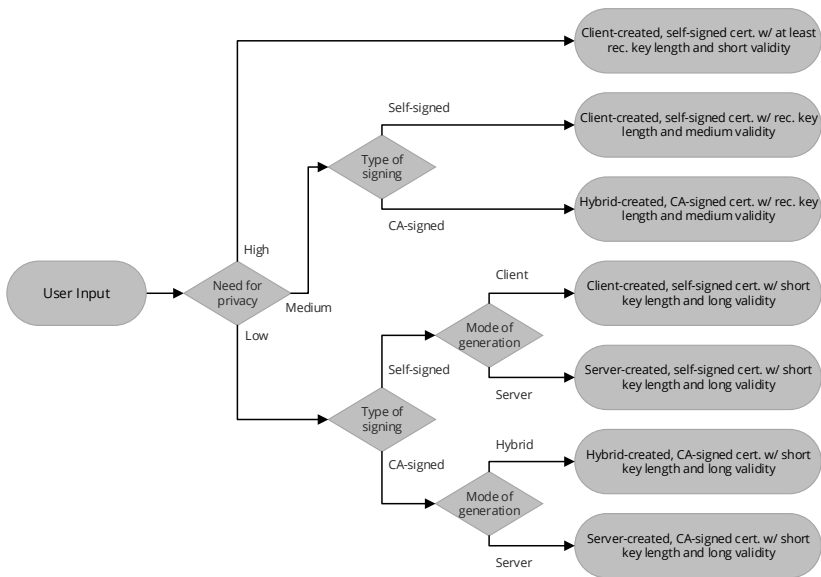 Client-created, self-signed cert. w/ at least
rec. key length and short validity
Self-signed
Client-created, self-signed cert. w/ rec. key
length and medium validity
Type of
signing
Hybrid-created, CA-signed cert. w/ rec. key
length and medium validity
CA-signed
High
User Input
Need for
privacy
Medium
Low
Client
Client-created, self-signed cert. w/ short
key length and long validity
Mode of
generation
Self-signed
Server-created, self-signed cert. w/ short
key length and long validity
Server
Type of
signing
Hybrid
CA-signed
Hybrid-created, CA-signed cert. w/ short
key length and long validity
Mode of
generation
Server-created, CA-signed cert. w/ short
key length and long validity
Server